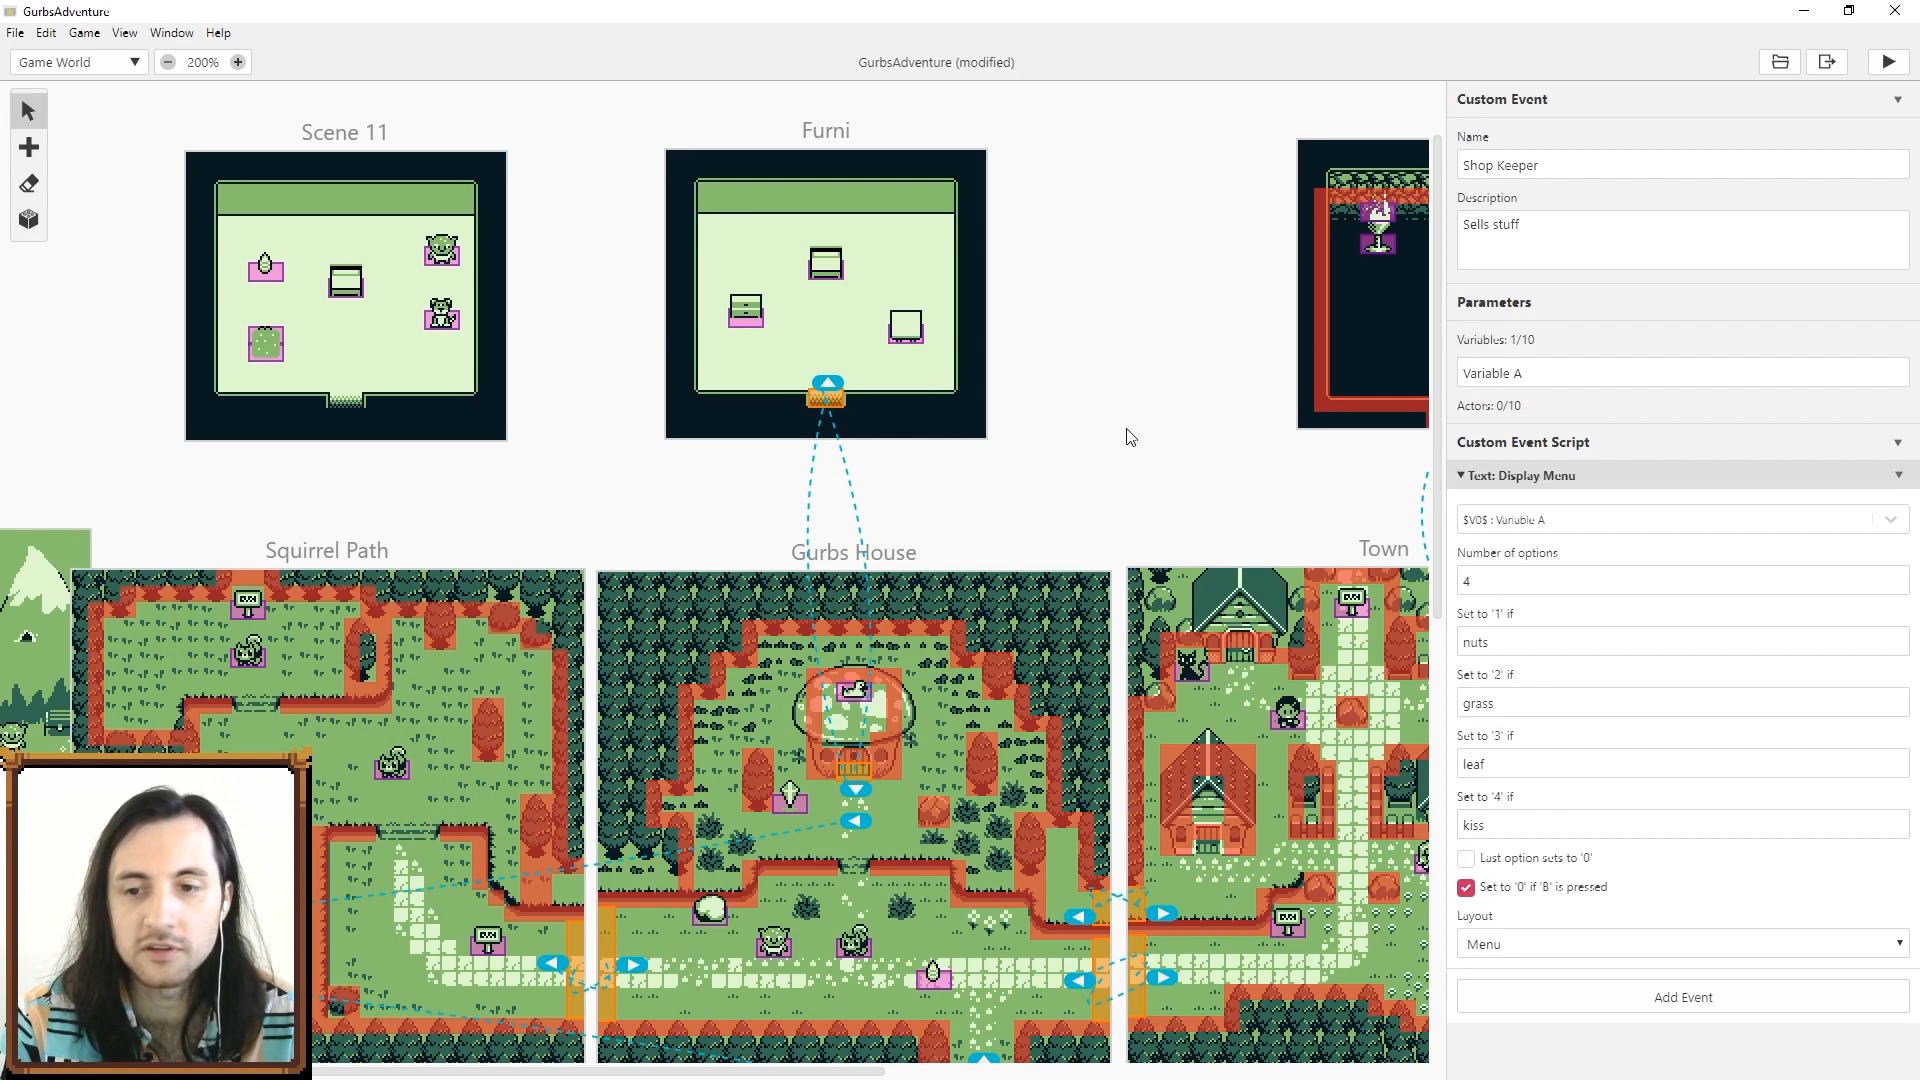 GurbsAdventure
File Edit Game View Window Help
Game World
200%
GurbsAdventure (modified)
Scene 11
Furni
Squirrel Path
Gurbs House
Town
Custom Event
Name
Shop Keeper
Description
Sells stuff
Parameters
Variables: 1/10
Variable A
Actors: 0/10
Custom Event Script
Text: Display Menu
$V0$ : Variable A
Number of options
4
Set to '1' if
nuts
Set to '2' if
grass
Set to '3' if
leaf
Set to '4' if
kiss
Last option sets to '0'
Set to '0' if 'B' is pressed
Layout
Menu
Add Event